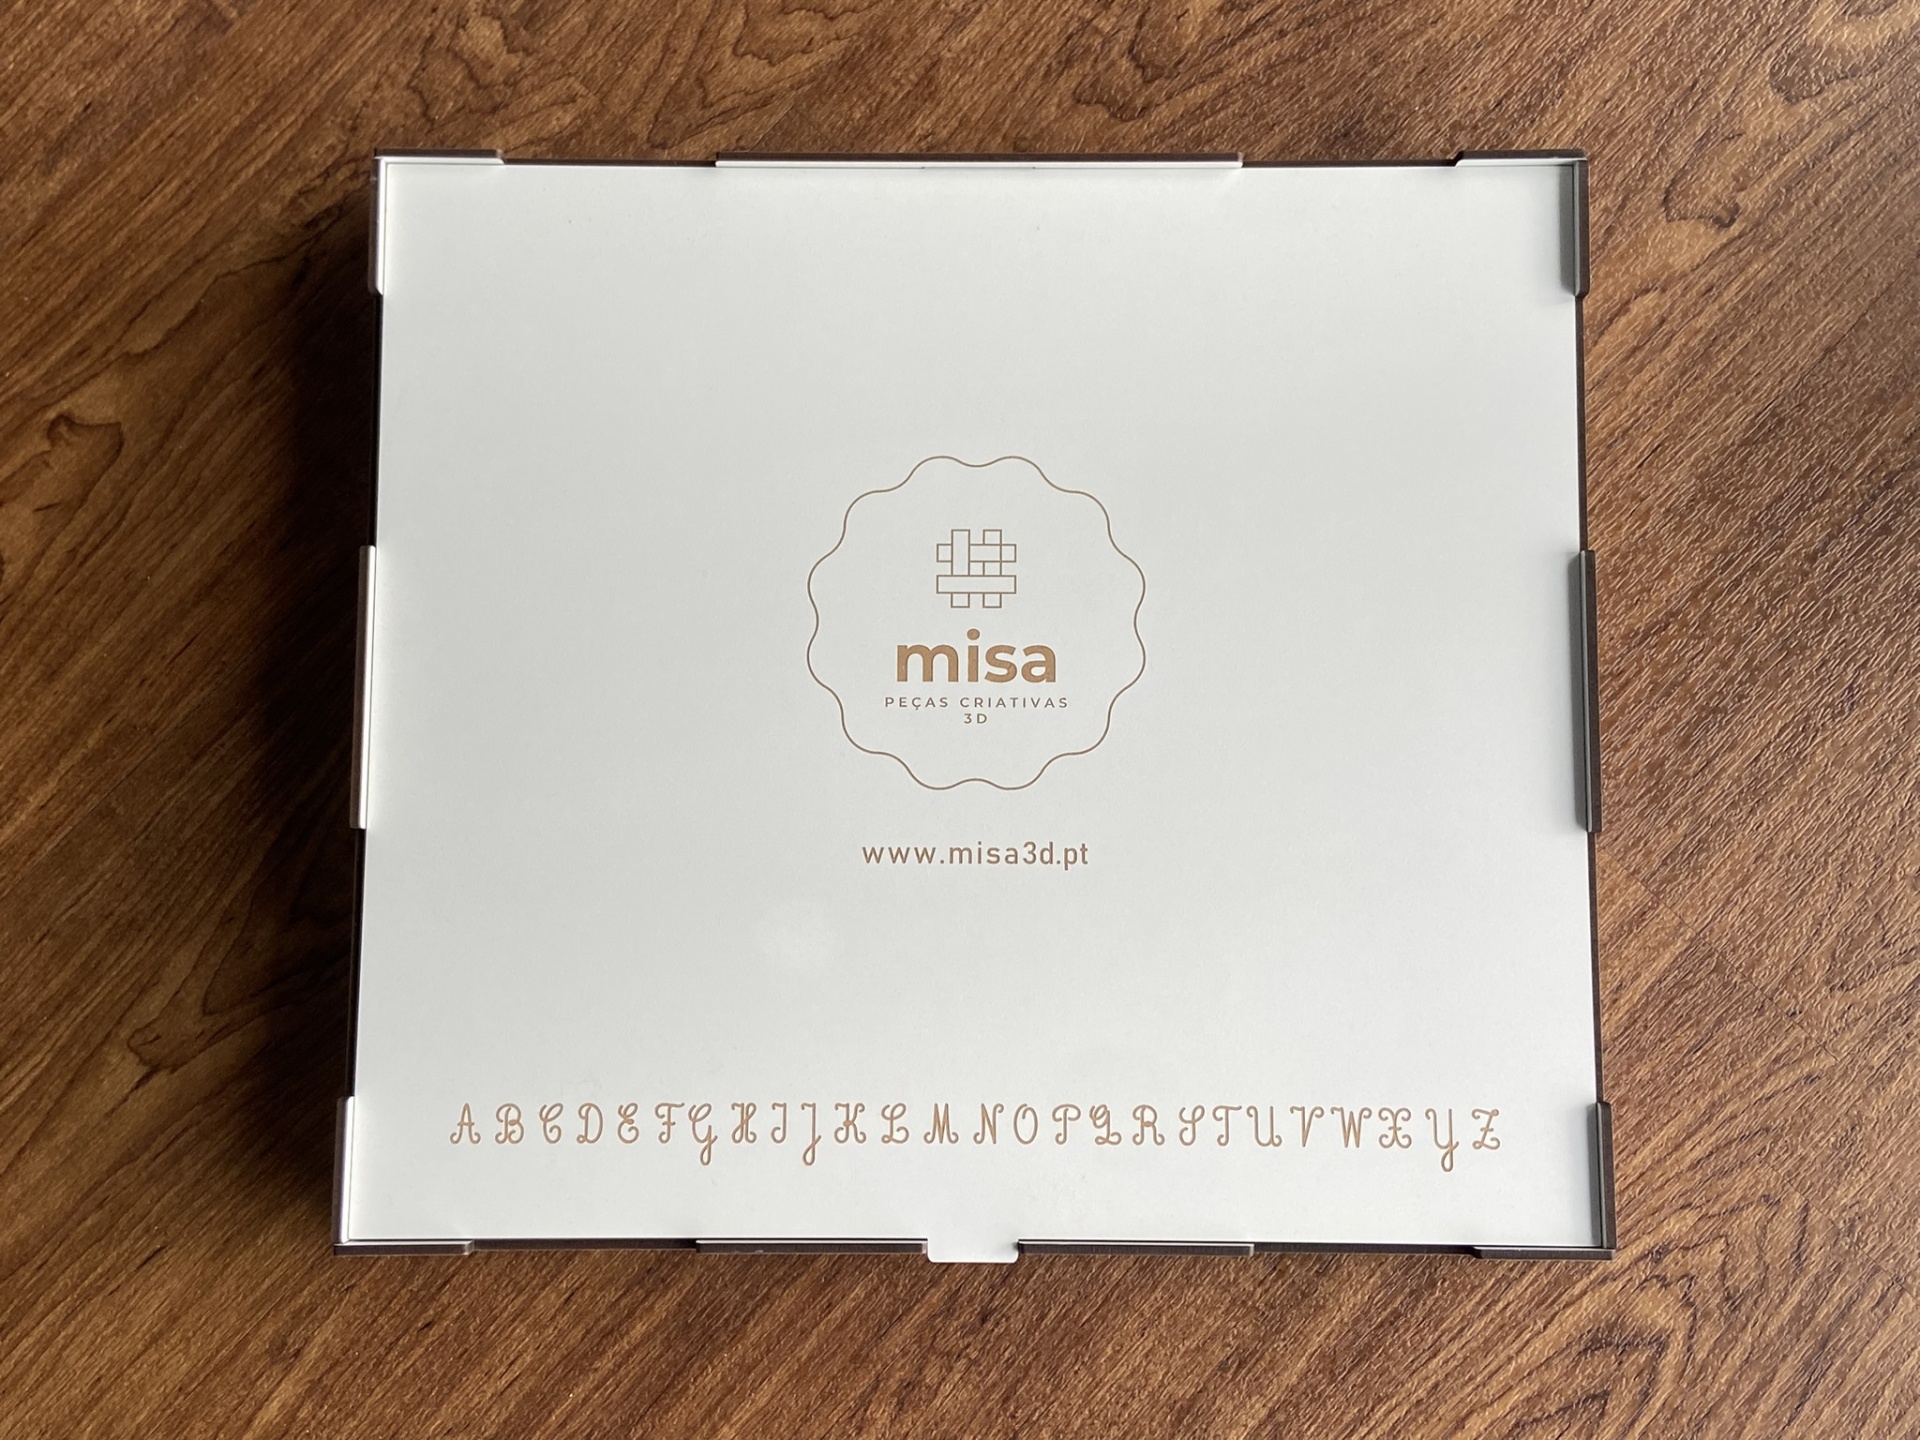 misa
PEÇAS CRIATIVAS
3D
www.misa3d.pt
A B C D E F G H I J K L M N O P Q R S T U V W X Y Z